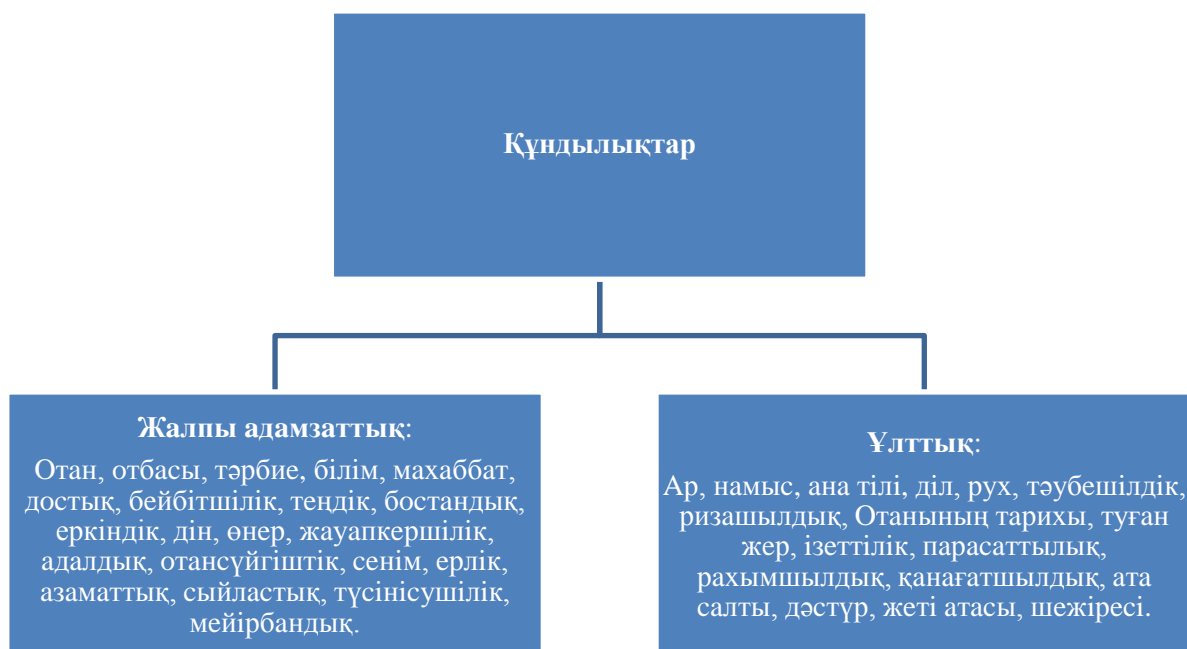 Құндылықтар
Жалпы адамзаттық:
Отан, отбасы, тәрбие, білім, махаббат,
достық, бейбітшілік, теңдік, бостандық,
еркіндік, дін, өнер, жауапкершілік,
адалдық, отансүйгіштік, сенім, ерлік,
азаматтық, сыйластық, түсінісушілік,
мейірбандық.
Ұлттық:
Ар, намыс, ана тілі, діл, рух, тәубешілдік,
ризашылдық, Отанының тарихы, туған
жер, ізеттілік, парасаттылық,
рахымшылдық, қанағатшылдық, ата
салты, дәстүр, жеті атасы, шежіресі.